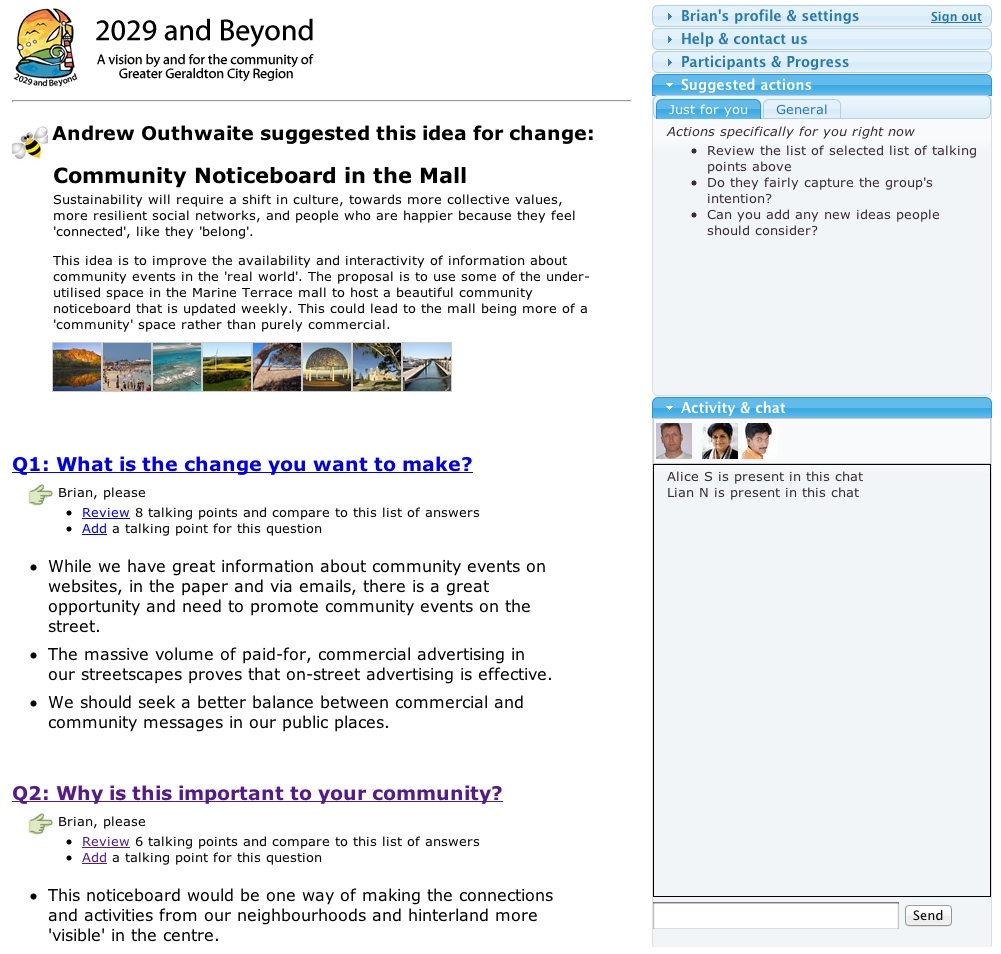 2029 and Beyond
A vision by and for the community of
Greater Geraldton City Region
2029 and Beyond
Andrew Outhwaite suggested this idea for change:
Community Noticeboard in the Mall
Sustainability will require a shift in culture, towards more collective values,
more resilient social networks, and people who are happier because they feel
'connected', like they 'belong'.
This idea is to improve the availability and interactivity of information about
community events in the 'real world'. The proposal is to use some of the under-
utilised space in the Marine Terrace mall to host a beautiful community
noticeboard that is updated weekly. This could lead to the mall being more of a
'community' space rather than purely commercial.
Q1: What is the change you want to make?
Brian, please
• Review 8 talking points and compare to this list of answers
• Add a talking point for this question
• While we have great information about community events on
websites, in the paper and via emails, there is a great
opportunity and need to promote community events on the
street.
• The massive volume of paid-for, commercial advertising in
our streetscapes proves that on-street advertising is effective.
• We should seek a better balance between commercial and
community messages in our public places.
Q2: Why is this important to your community?
Brian, please
• Review 6 talking points and compare to this list of answers
• Add a talking point for this question
• This noticeboard would be one way of making the connections
and activities from our neighbourhoods and hinterland more
'visible' in the centre.
Brian's profile & settings Sign out
Help & contact us
Participants & Progress
Suggested actions
Just for you General
Actions specifically for you right now
• Review the list of selected list of talking
points above
• Do they fairly capture the group's
intention?
• Can you add any new ideas people
should consider?
Activity & chat
Alice S is present in this chat
Lian N is present in this chat
Send